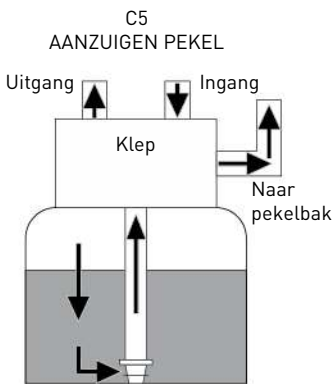 C5
AANZUIGEN PEKEL
Uitgang
Ingang
Klep
Naar
pekelbak